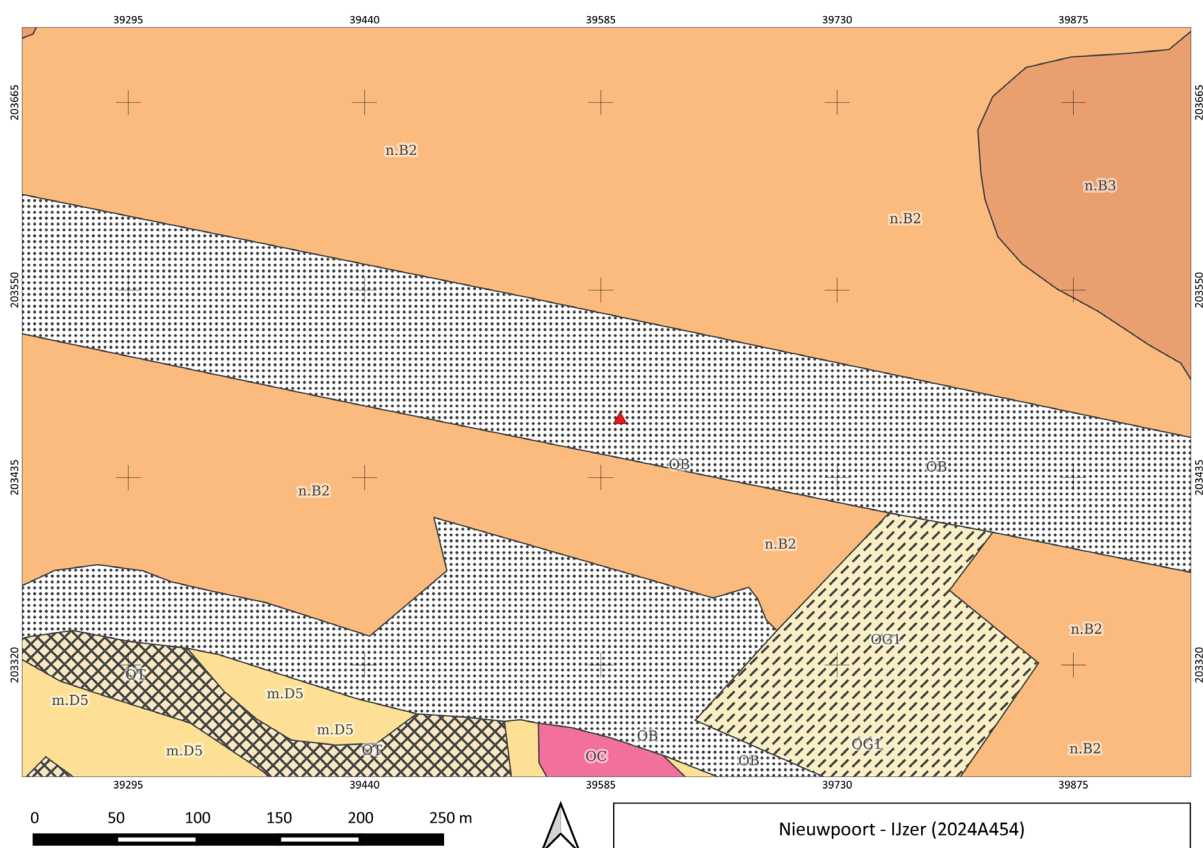 39295 39440 39585 39730 39875
203665 203665
n.B2
n.B3
n.B2
203550 203550
OB OB
203435 203435
n.B2
n.B2
n.B2
OG1
203320 203320
OT
m.D5
m.D5
m.D5
OB
OG1
m.D5
OT
OC
OB
n.B2
39295 39440 39585 39730 39875
0 50 100 150 200 250 m
Nieuwpoort - IJzer (2024A454)